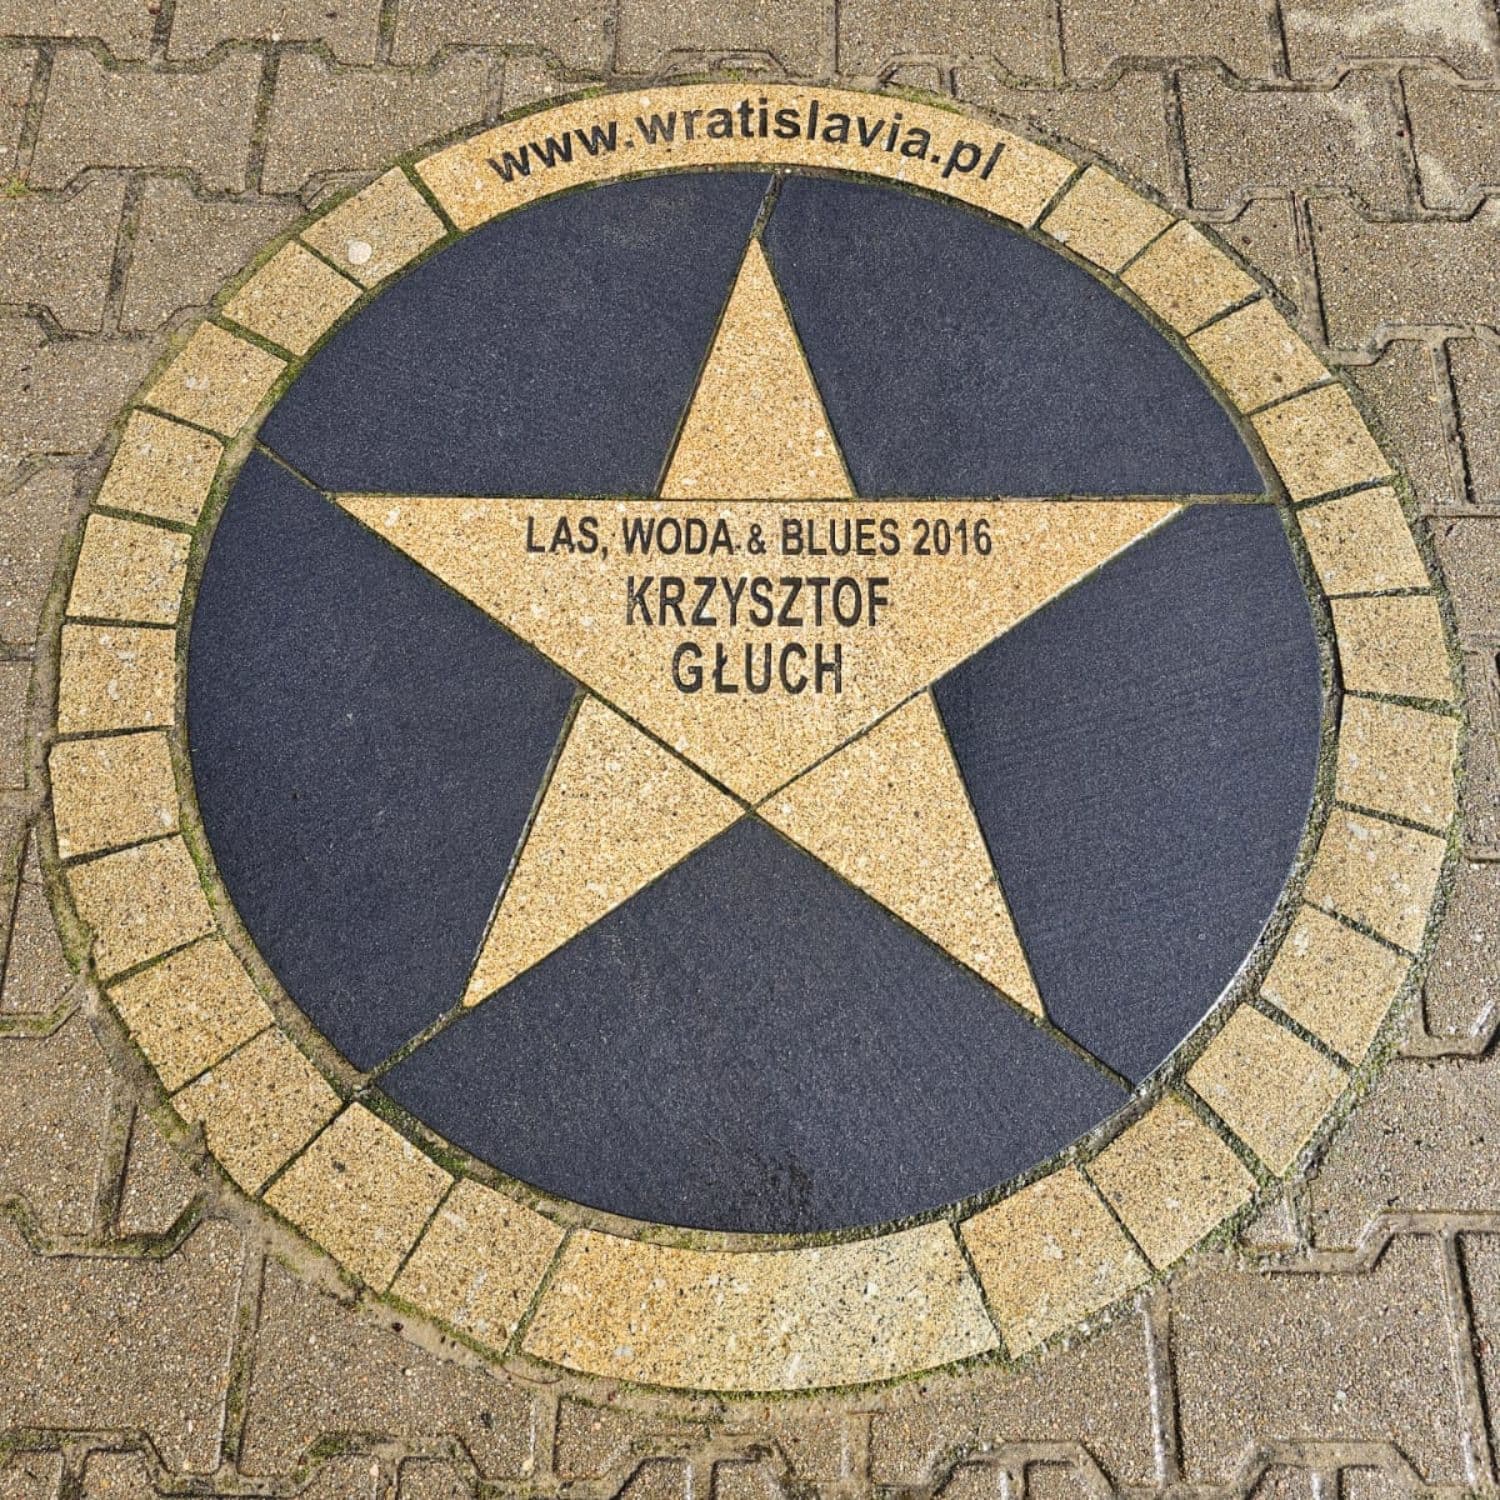 www.wratislavia.pl
LAS, WODA & BLUES 2016
KRZYSZTOF
GŁUCH